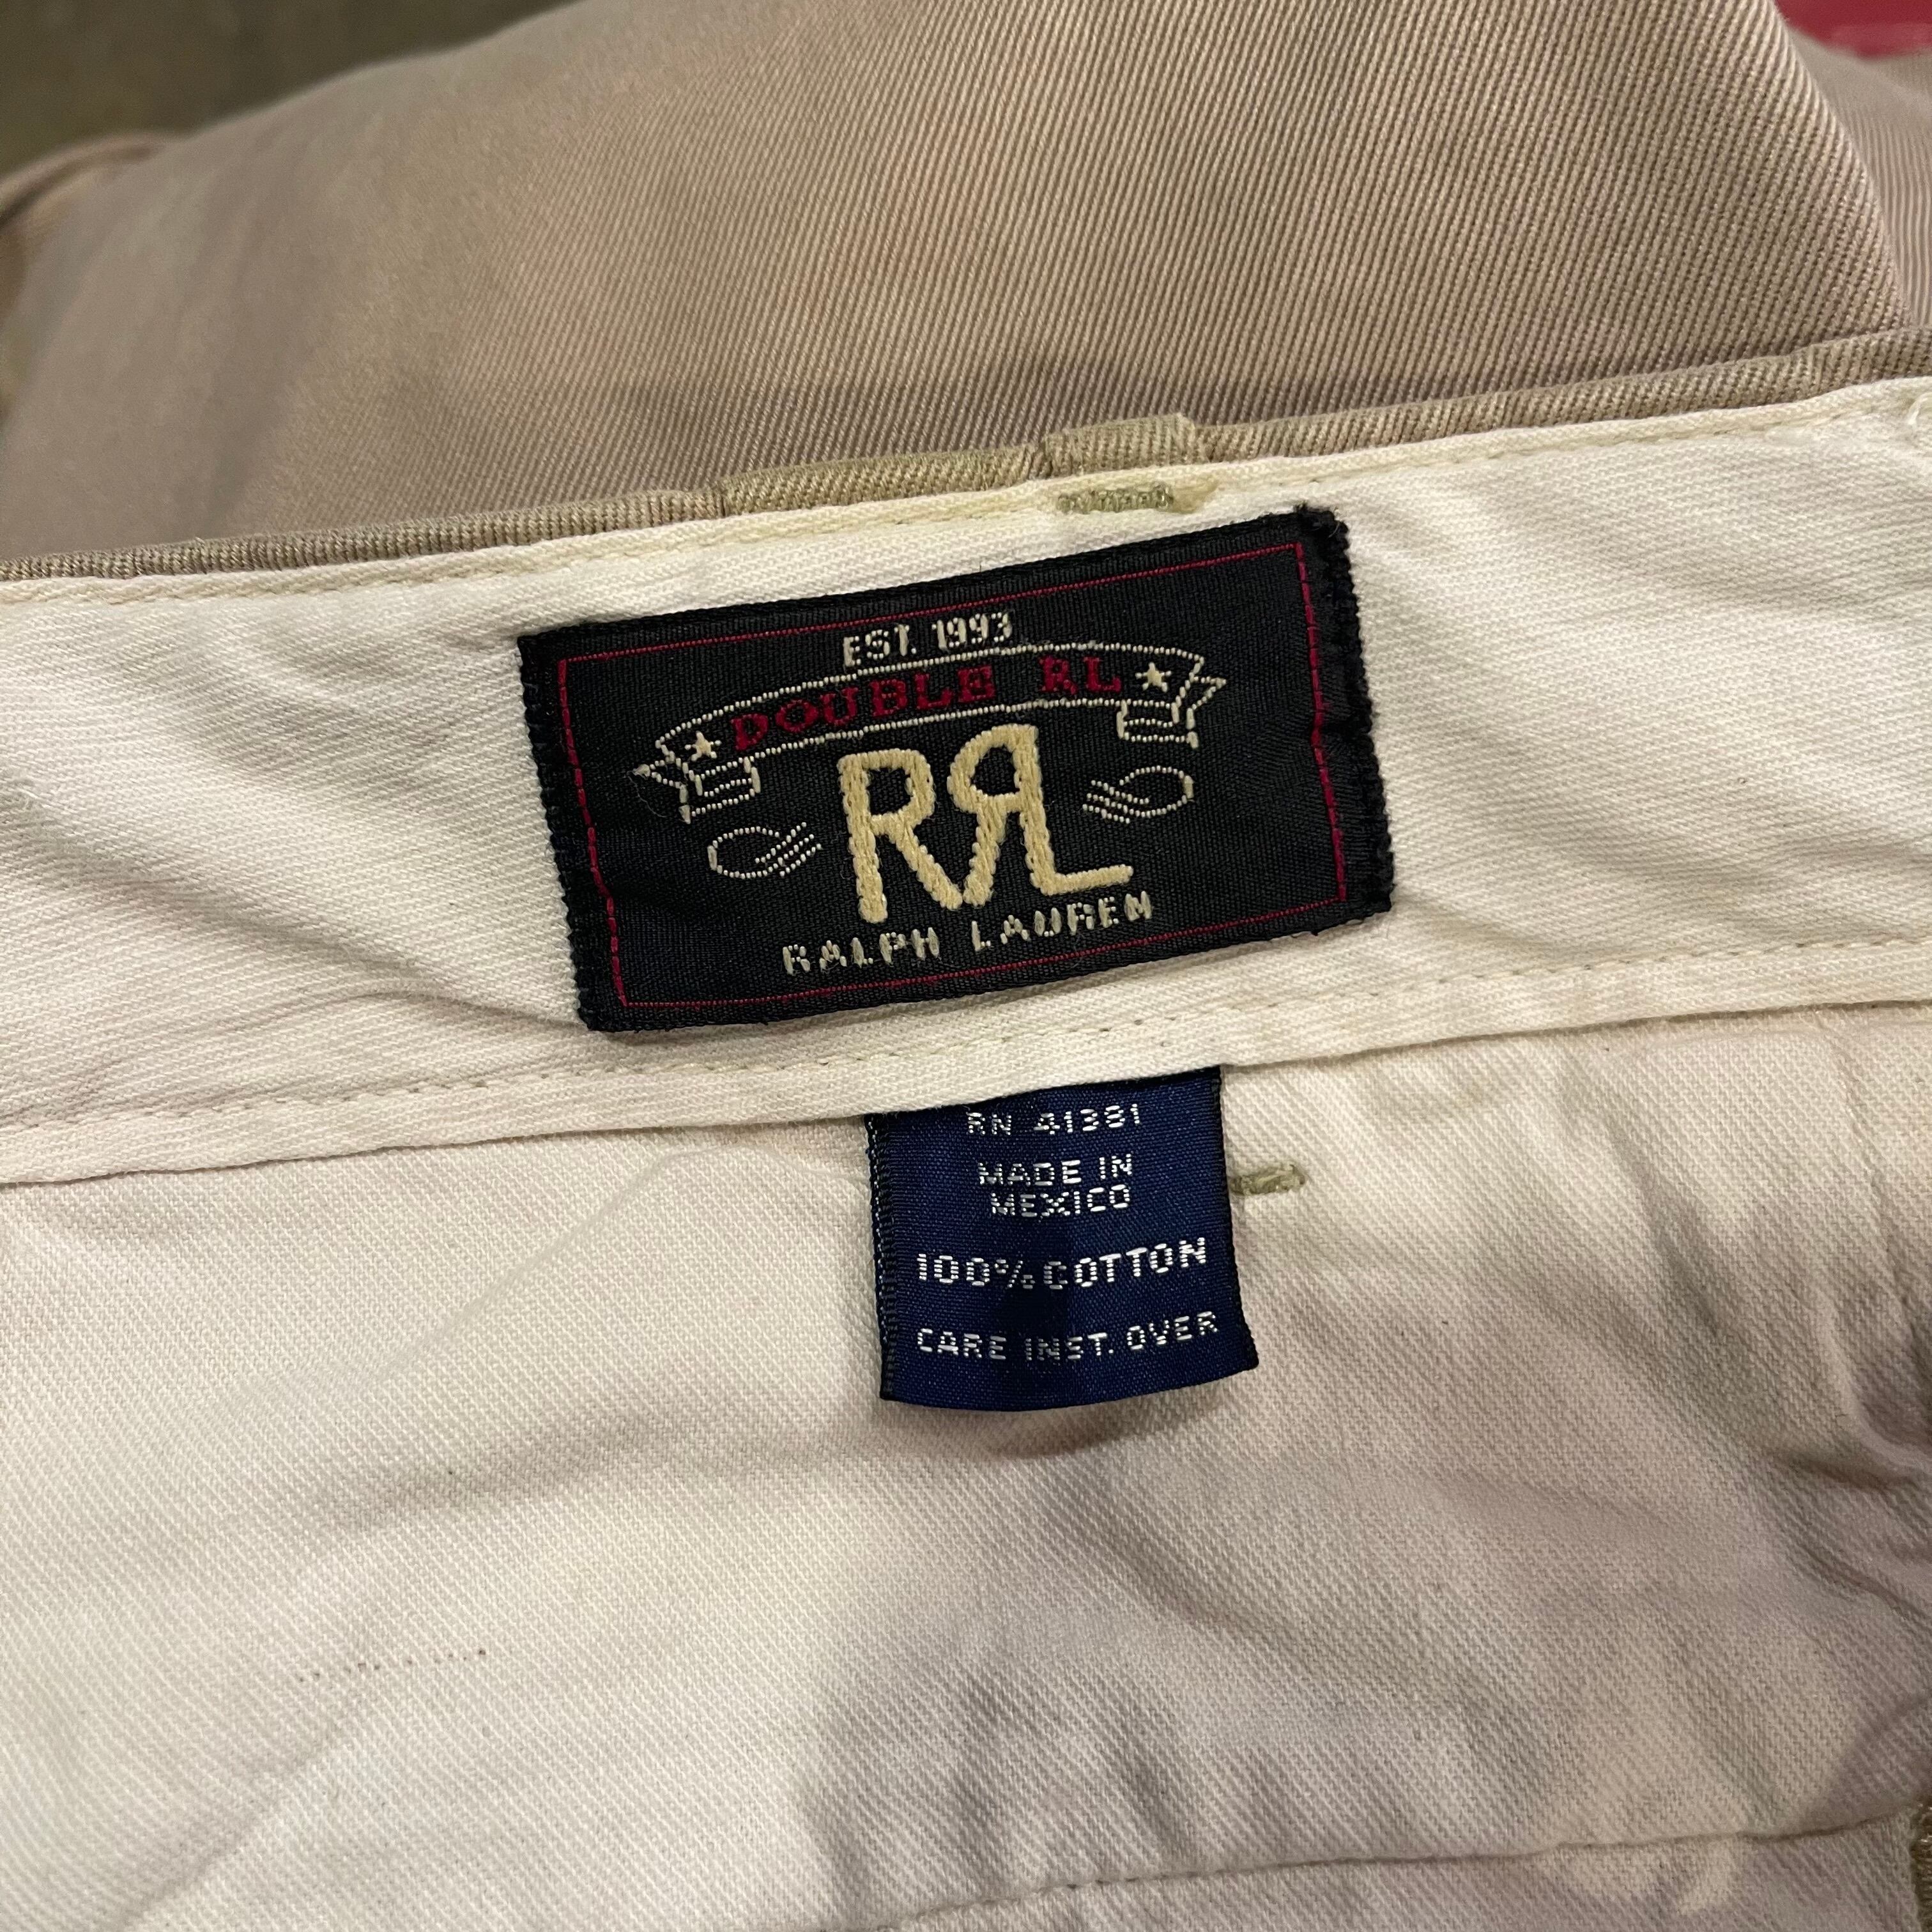 EST. 1993
DOUBLE RL
RRL
RALPH LAUREN
RN 41381
MADE IN
MEXICO
100% COTTON
CARE INST. OVER